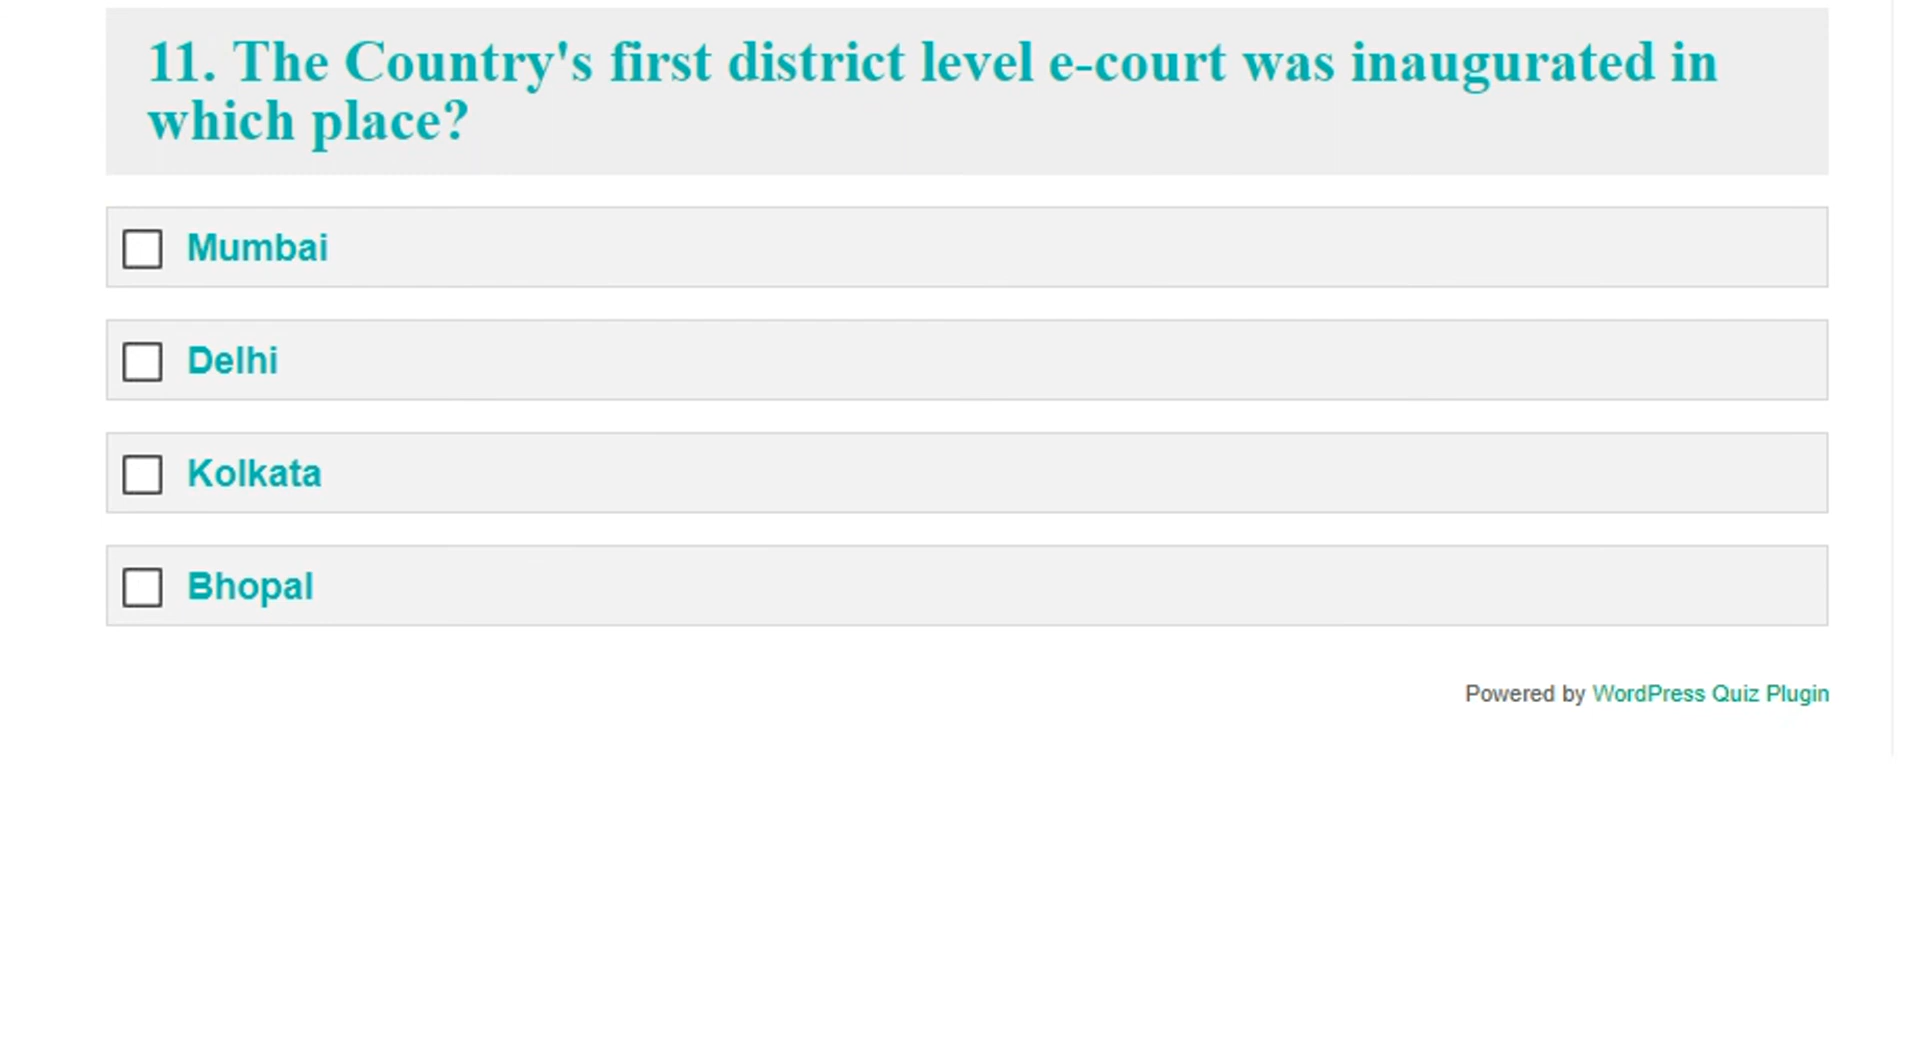 11. The Country's first district level e-court was inaugurated in
which place?
Mumbai
Delhi
Kolkata
Bhopal
Powered by WordPress Quiz Plugin